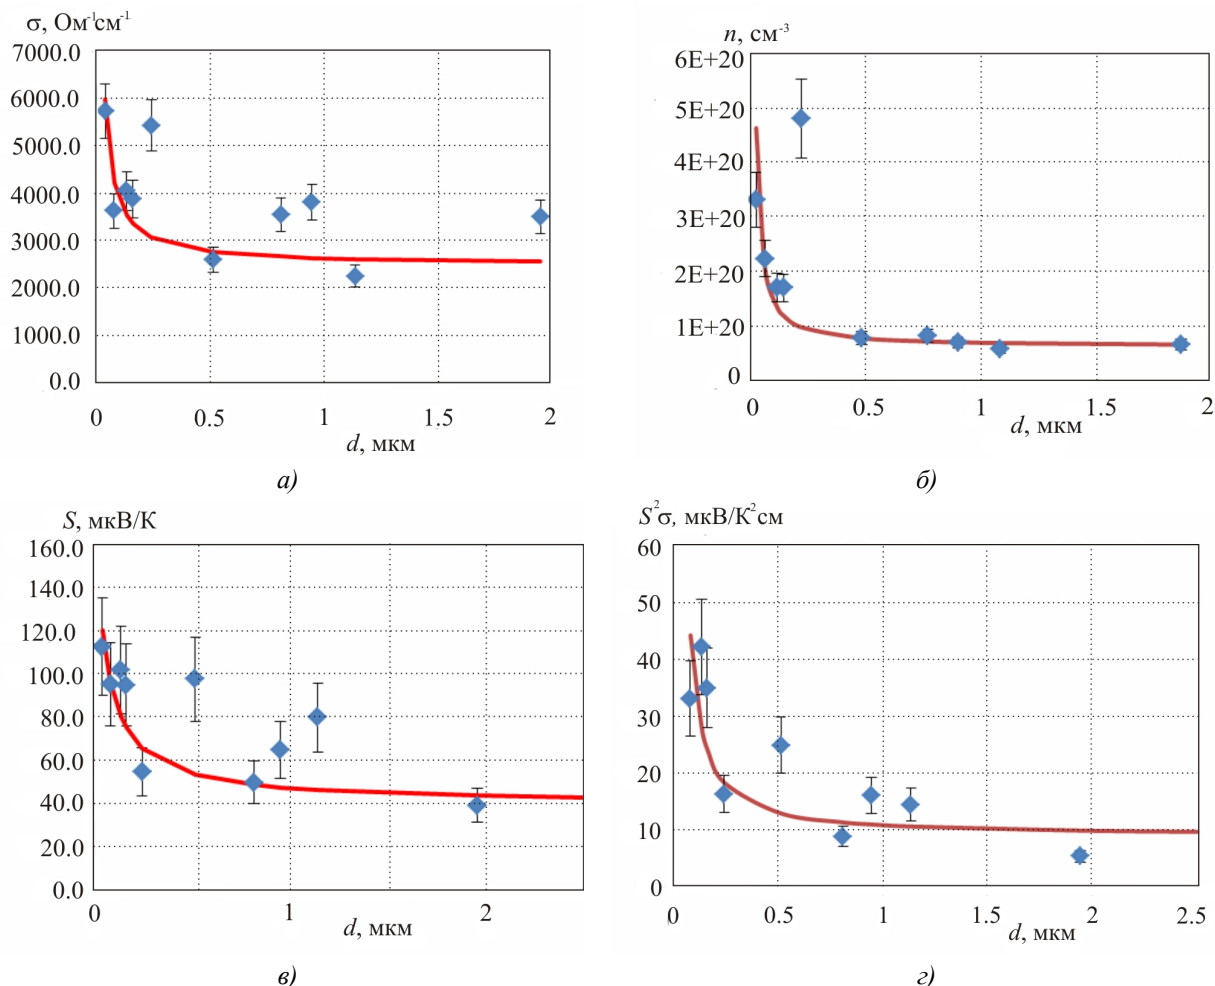 σ, Ом⁻¹см⁻¹
7000.0
6000.0
5000.0
4000.0
3000.0
2000.0
1000.0
0.0
0 0.5 1 1.5 2
d, мкм
а)
n, см⁻³
6E+20
5E+20
4E+20
3E+20
2E+20
1E+20
0
0 0.5 1 1.5 2
d, мкм
б)
S, мкВ/К
160.0
140.0
120.0
100.0
80.0
60.0
40.0
20.0
0.0
0 1 2
d, мкм
в)
S²σ, мкВ/К²см
60
50
40
30
20
10
0
0 0.5 1 1.5 2 2.5
d, мкм
г)